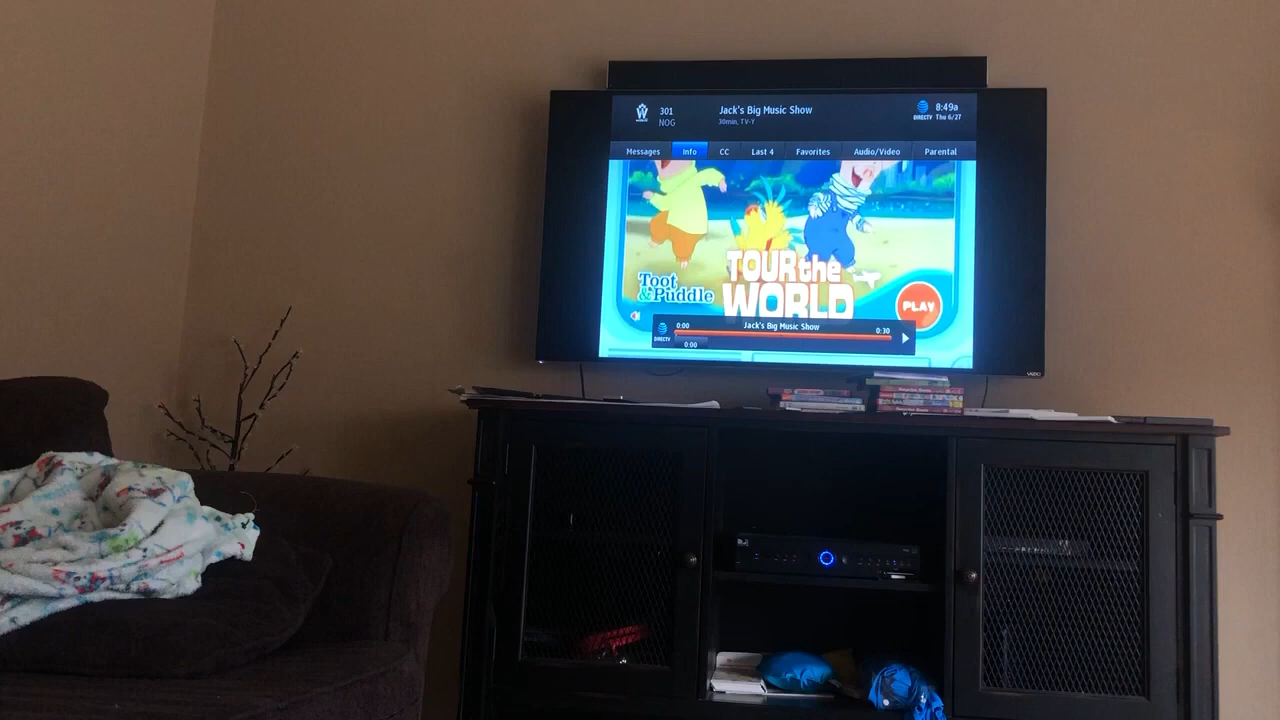 301
NOG
Jack's Big Music Show
30min, TV-Y
DIRECTV
8:49a
Thu 6/27
Messages Info CC Last 4 Favorites Audio/Video Parental
Toot
& Puddle
TOUR the
WORLD
PLAY
DIRECTV
0:00 Jack's Big Music Show 0:30
0:00
VIZIO